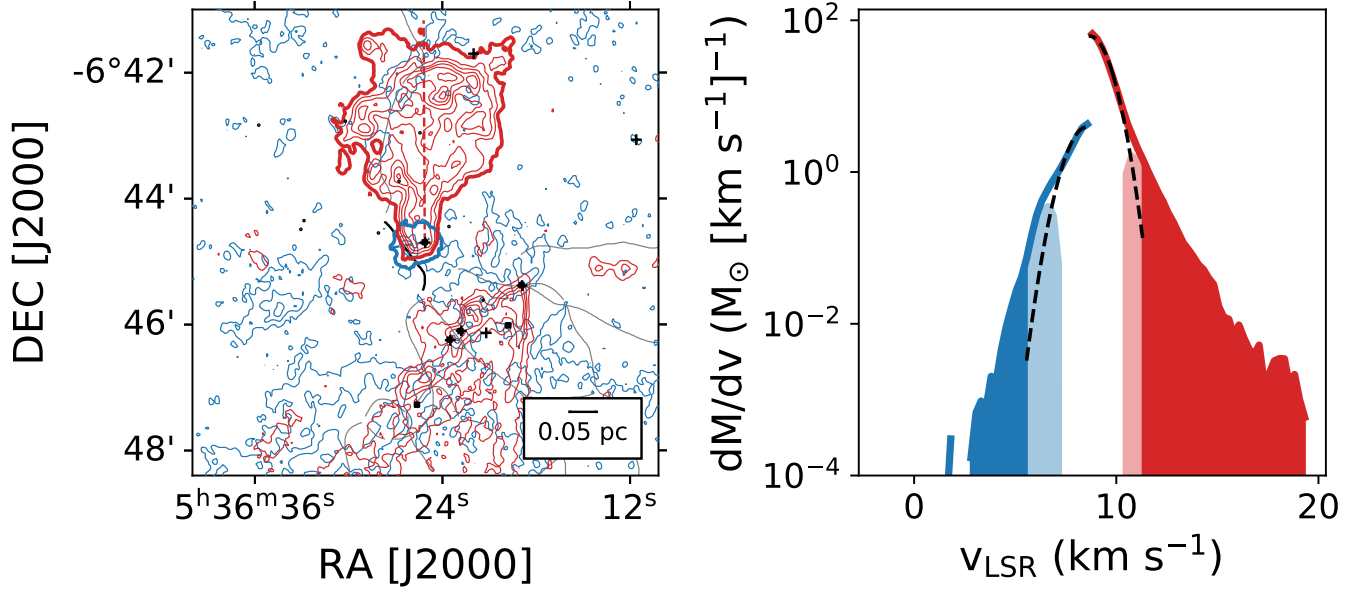 DEC [J2000]
-6°42'
44'
46'
48'
0.05 pc
5ʰ36ᵐ36ˢ
24ˢ
12ˢ
RA [J2000]
dM/dv (M☉ [km s⁻¹]⁻¹)
10²
10⁰
10⁻²
10⁻⁴
0
10
20
v_LSR (km s⁻¹)